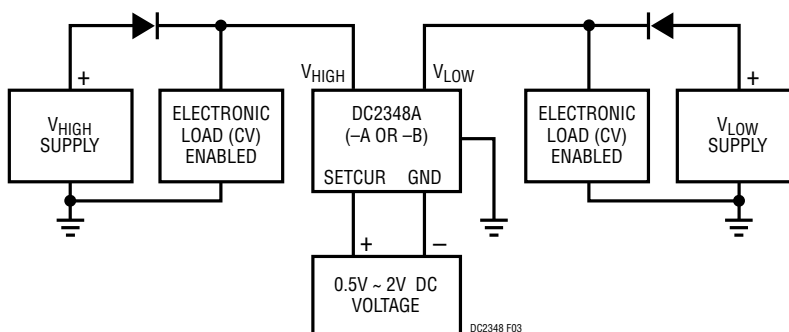 V_HIGH
V_LOW
+
V_HIGH
SUPPLY
ELECTRONIC
LOAD (CV)
ENABLED
DC2348A
(–A OR –B)
SETCUR GND
ELECTRONIC
LOAD (CV)
ENABLED
+
V_LOW
SUPPLY
+ –
0.5V ~ 2V DC
VOLTAGE
DC2348 F03